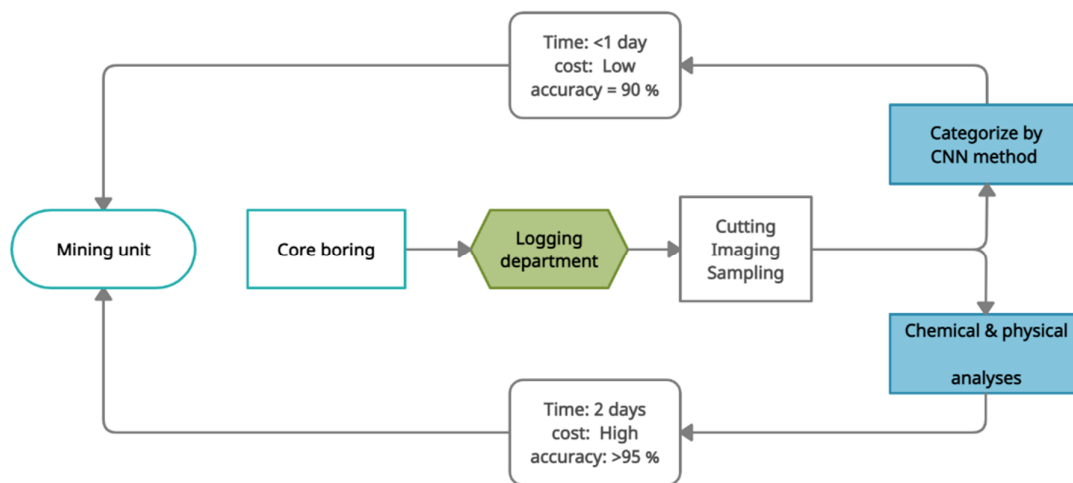 Time: <1 day
cost: Low
accuracy = 90 %
Categorize by
CNN method
Mining unit
Core boring
Logging
department
Cutting
Imaging
Sampling
Chemical & physical
analyses
Time: 2 days
cost: High
accuracy: >95 %